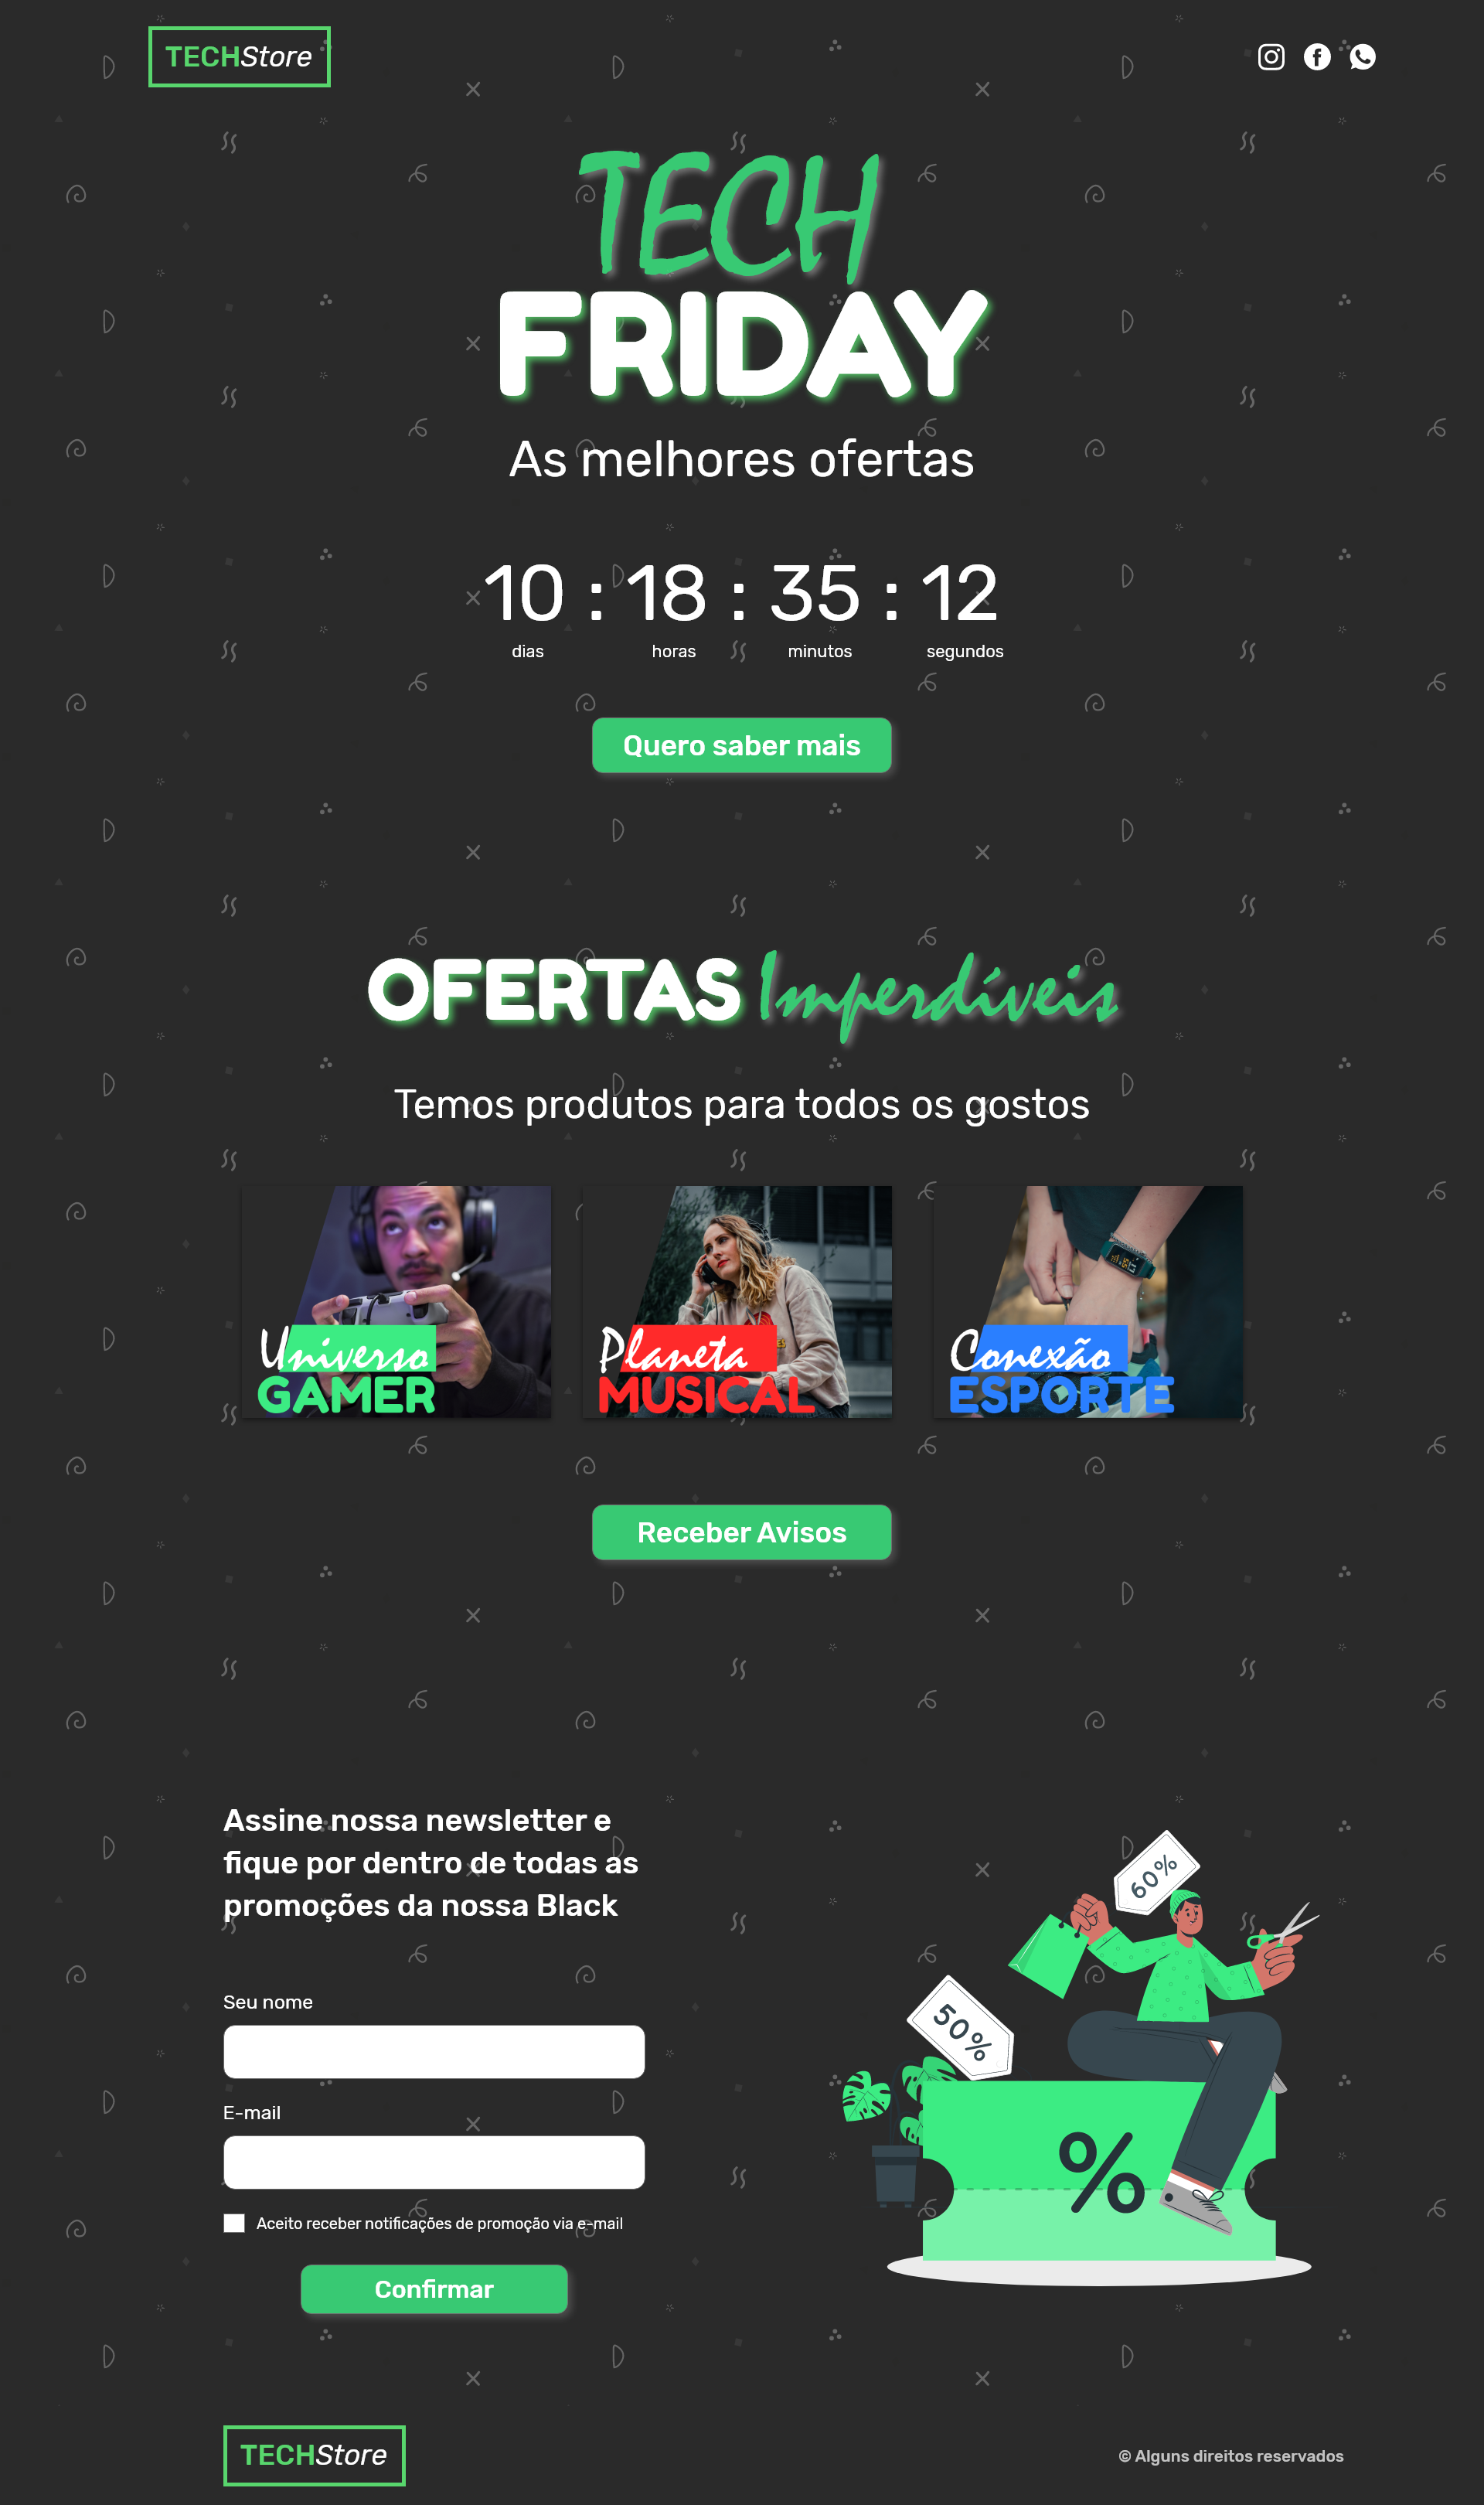 TECHStore
TECH
FRIDAY
As melhores ofertas
10 : 18 : 35 : 12
dias horas minutos segundos
Quero saber mais
OFERTAS Imperdíveis
Temos produtos para todos os gostos
Universo
GAMER
Planeta
MUSICAL
Conexão
ESPORTE
Receber Avisos
Assine nossa newsletter e
fique por dentro de todas as
promoções da nossa Black
Seu nome
E-mail
Aceito receber notificações de promoção via e-mail
Confirmar
60%
50%
%
TECHStore
© Alguns direitos reservados